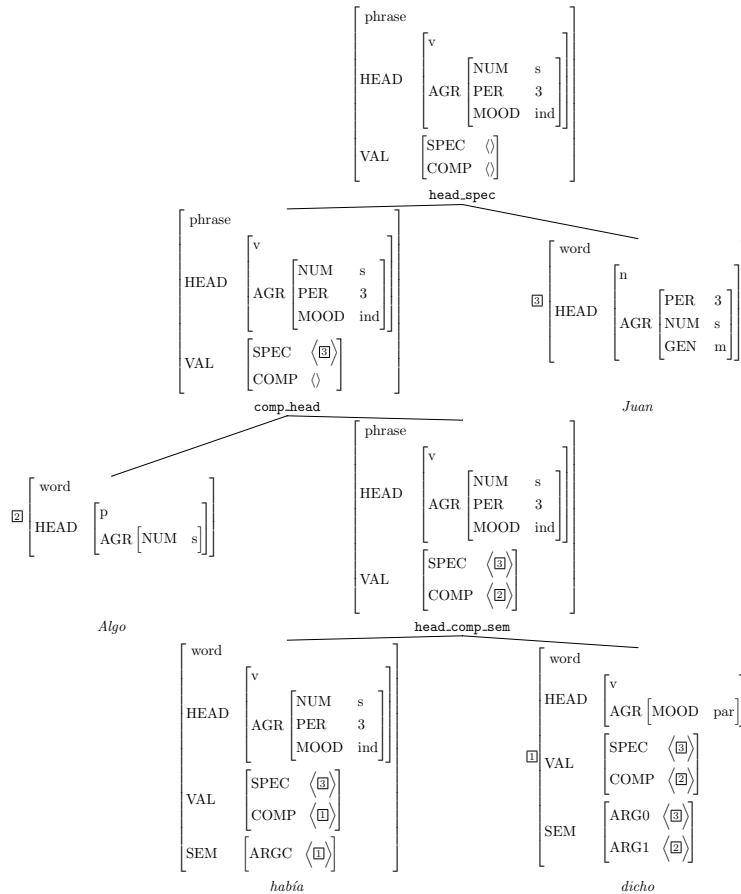 phrase
HEAD
v
AGR
NUM s
PER 3
MOOD ind
VAL
SPEC ⟨⟩
COMP ⟨⟩
head_spec
phrase
HEAD
v
AGR
NUM s
PER 3
MOOD ind
VAL
SPEC ⟨3⟩
COMP ⟨⟩
comp_head
3
word
HEAD
n
AGR
PER 3
NUM s
GEN m
Juan
2
word
HEAD
p
AGR [NUM s]
Algo
phrase
HEAD
v
AGR
NUM s
PER 3
MOOD ind
VAL
SPEC ⟨3⟩
COMP ⟨2⟩
head_comp_sem
word
HEAD
v
AGR
NUM s
PER 3
MOOD ind
VAL
SPEC ⟨3⟩
COMP ⟨1⟩
SEM [ARGC ⟨1⟩]
había
1
word
HEAD
v
AGR [MOOD par]
VAL
SPEC ⟨3⟩
COMP ⟨2⟩
SEM
ARG0 ⟨3⟩
ARG1 ⟨2⟩
dicho